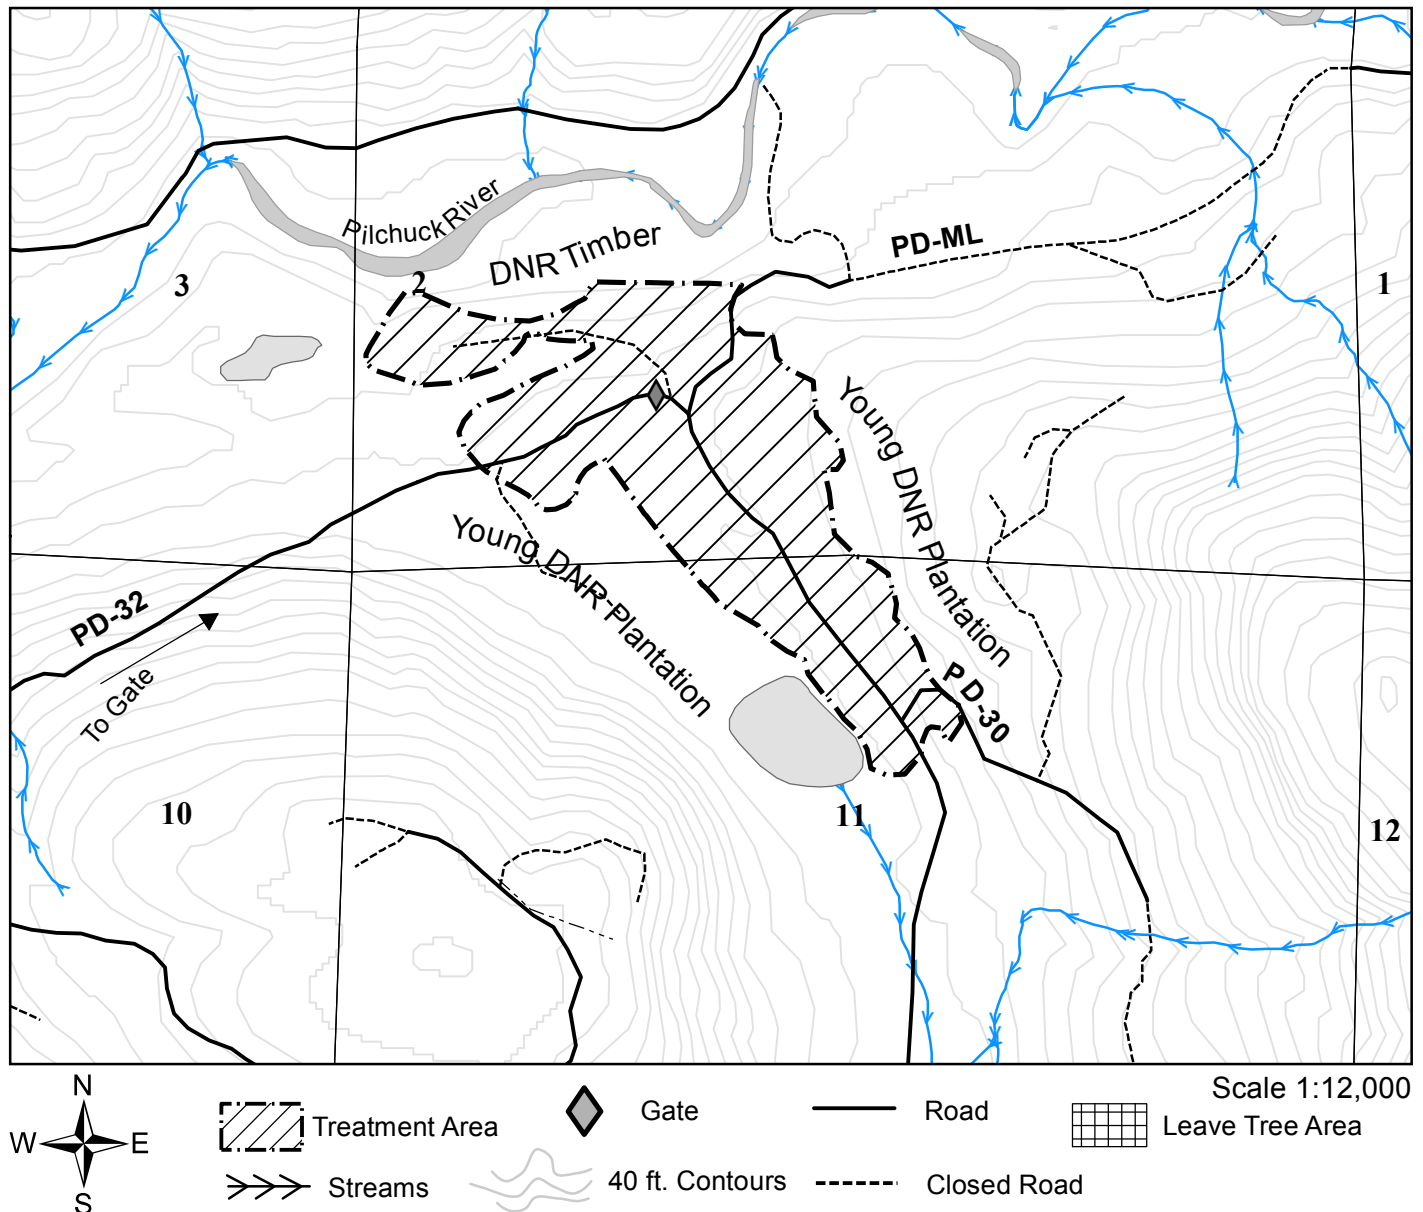 Pilchuck River
DNR Timber
PD-ML
3
2
1
Young DNR Plantation
Young DNR Plantation
PD-32
To Gate
PD-30
10
11
12
Scale 1:12,000
N
W
E
S
Treatment Area
Gate
Road
Leave Tree Area
Streams
40 ft. Contours
Closed Road